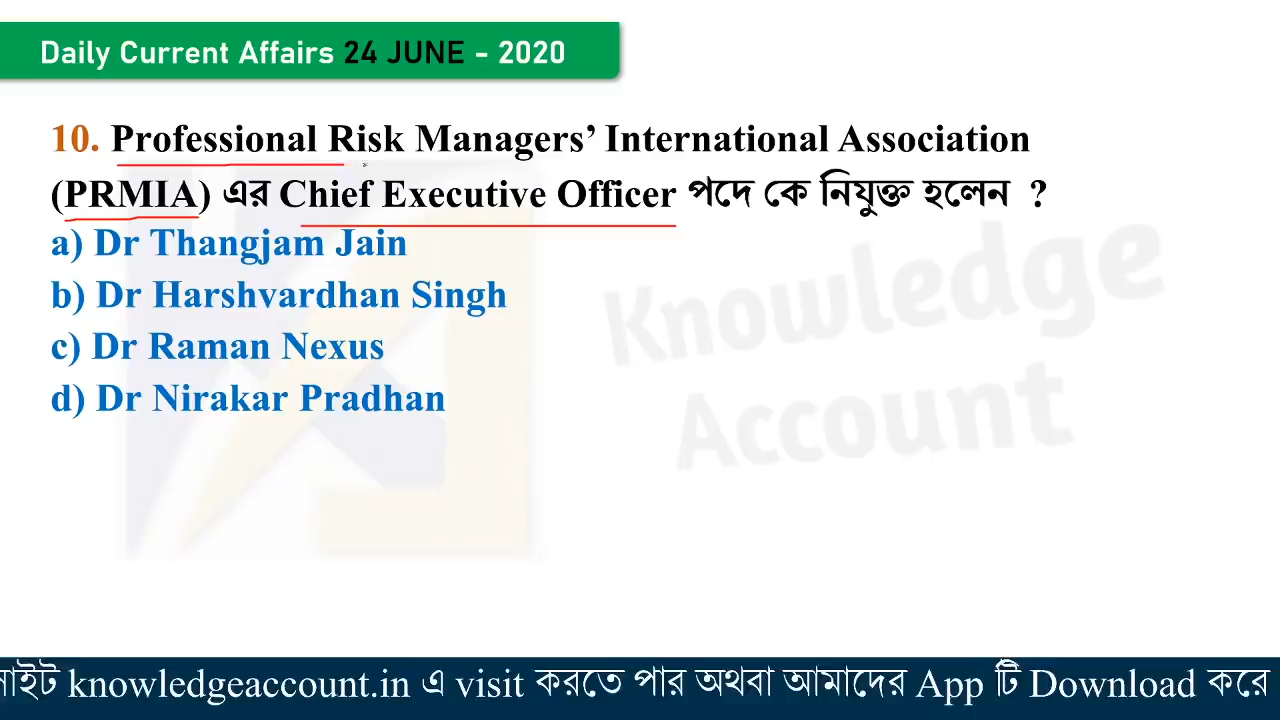 Daily Current Affairs 24 JUNE - 2020
10. Professional Risk Managers’ International Association
(PRMIA) এর Chief Executive Officer পদে কে নিযুক্ত হলেন ?
a) Dr Thangjam Jain
b) Dr Harshvardhan Singh
c) Dr Raman Nexus
d) Dr Nirakar Pradhan
Knowledge
Account
knowledgeaccount.in এ visit করতে পার অথবা আমাদের App টি Download করে